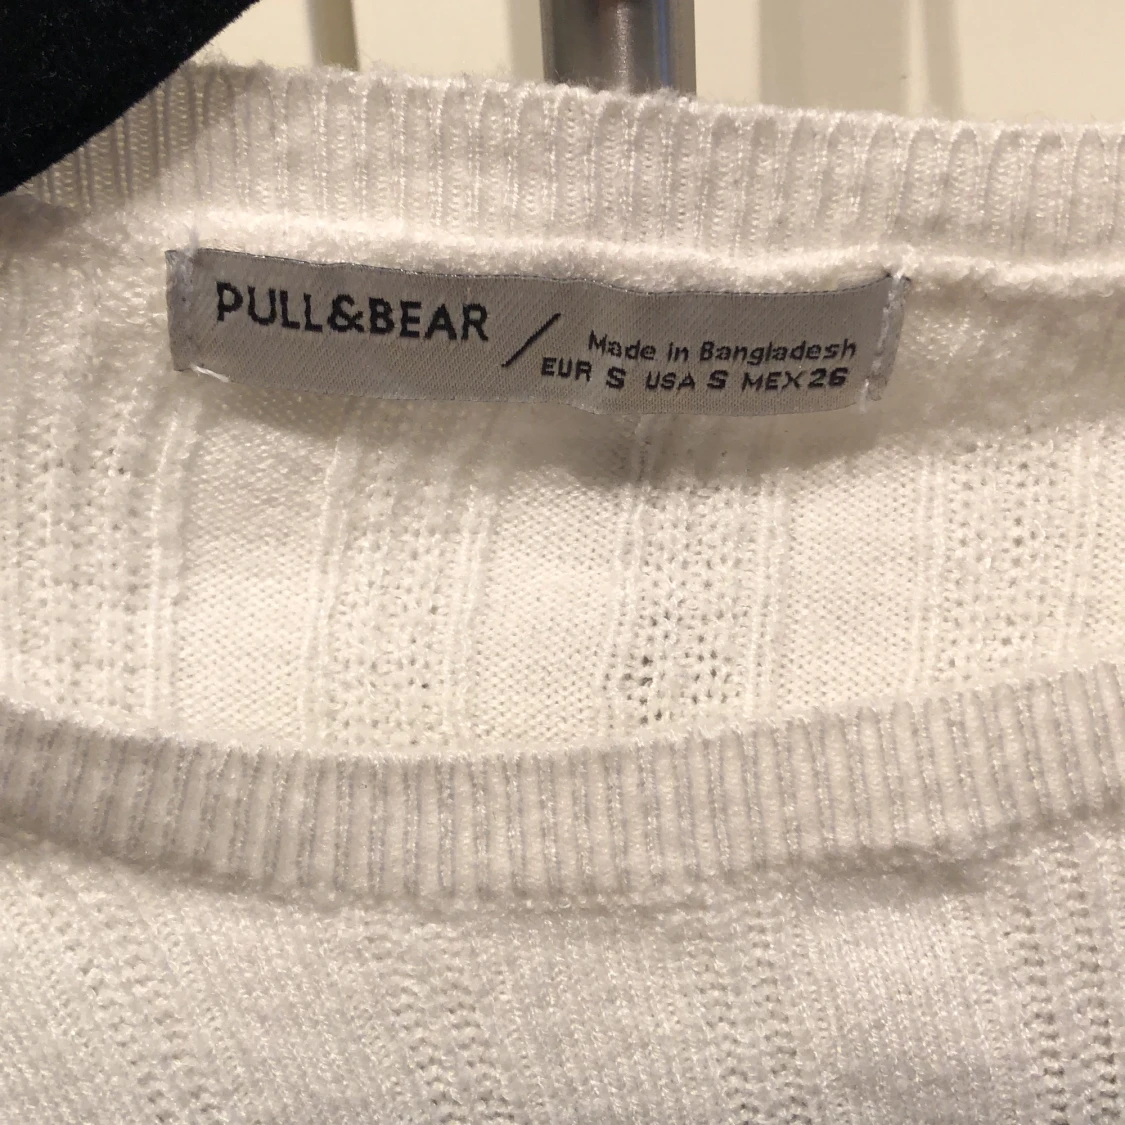 PULL&BEAR / Made in Bangladesh
EUR S USA S MEX 26